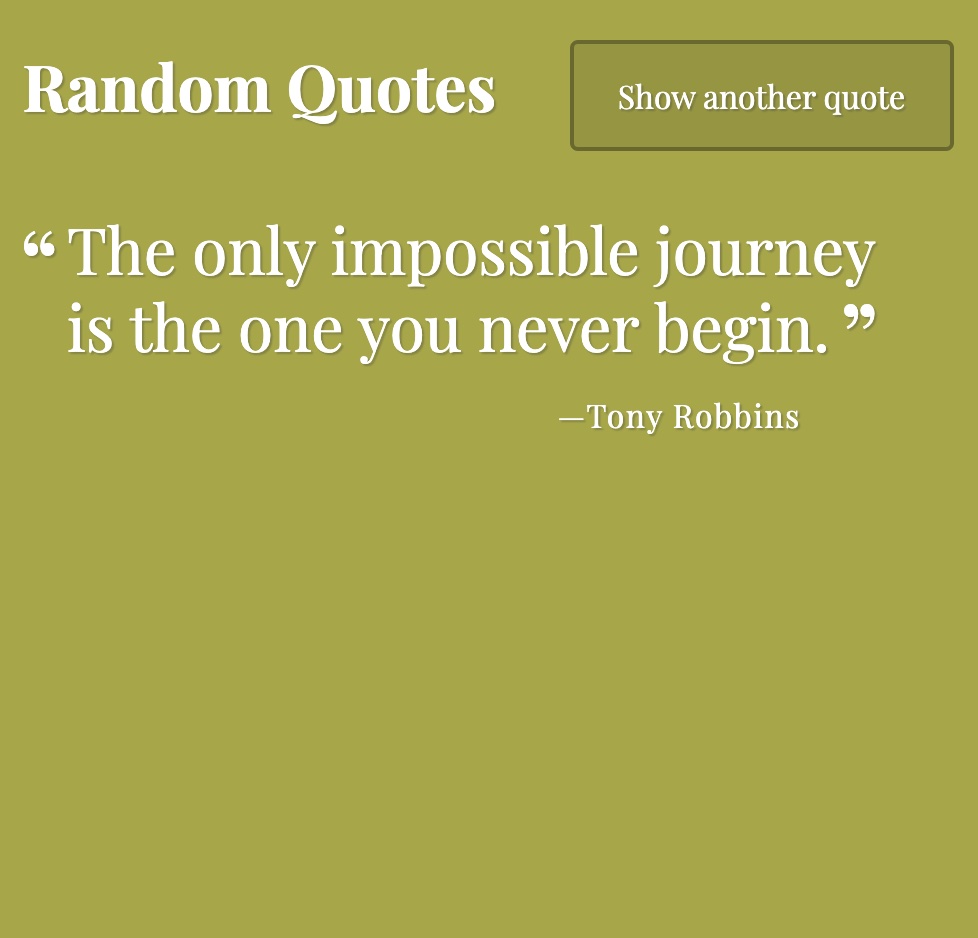 Random Quotes
Show another quote
“ The only impossible journey
is the one you never begin. ”
—Tony Robbins